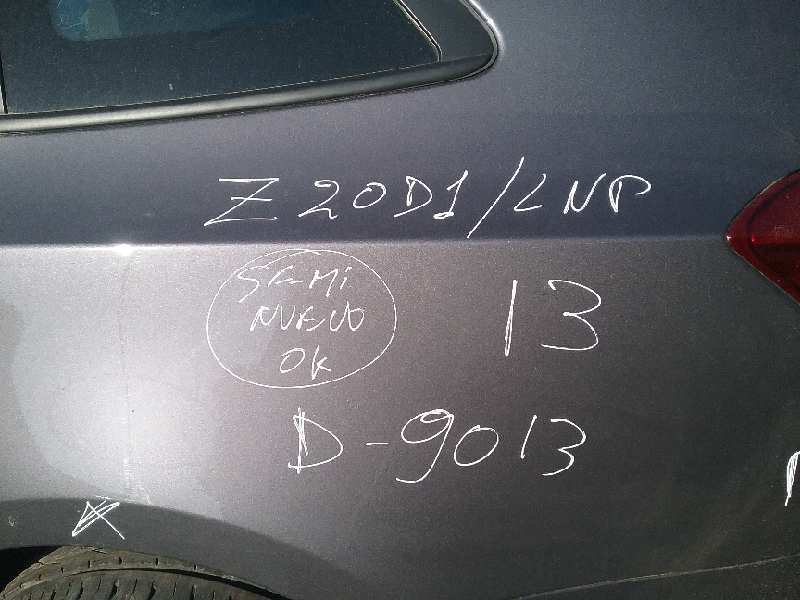 Z20D1/LNP
SEMI
NUEVO
OK
13
D-9013